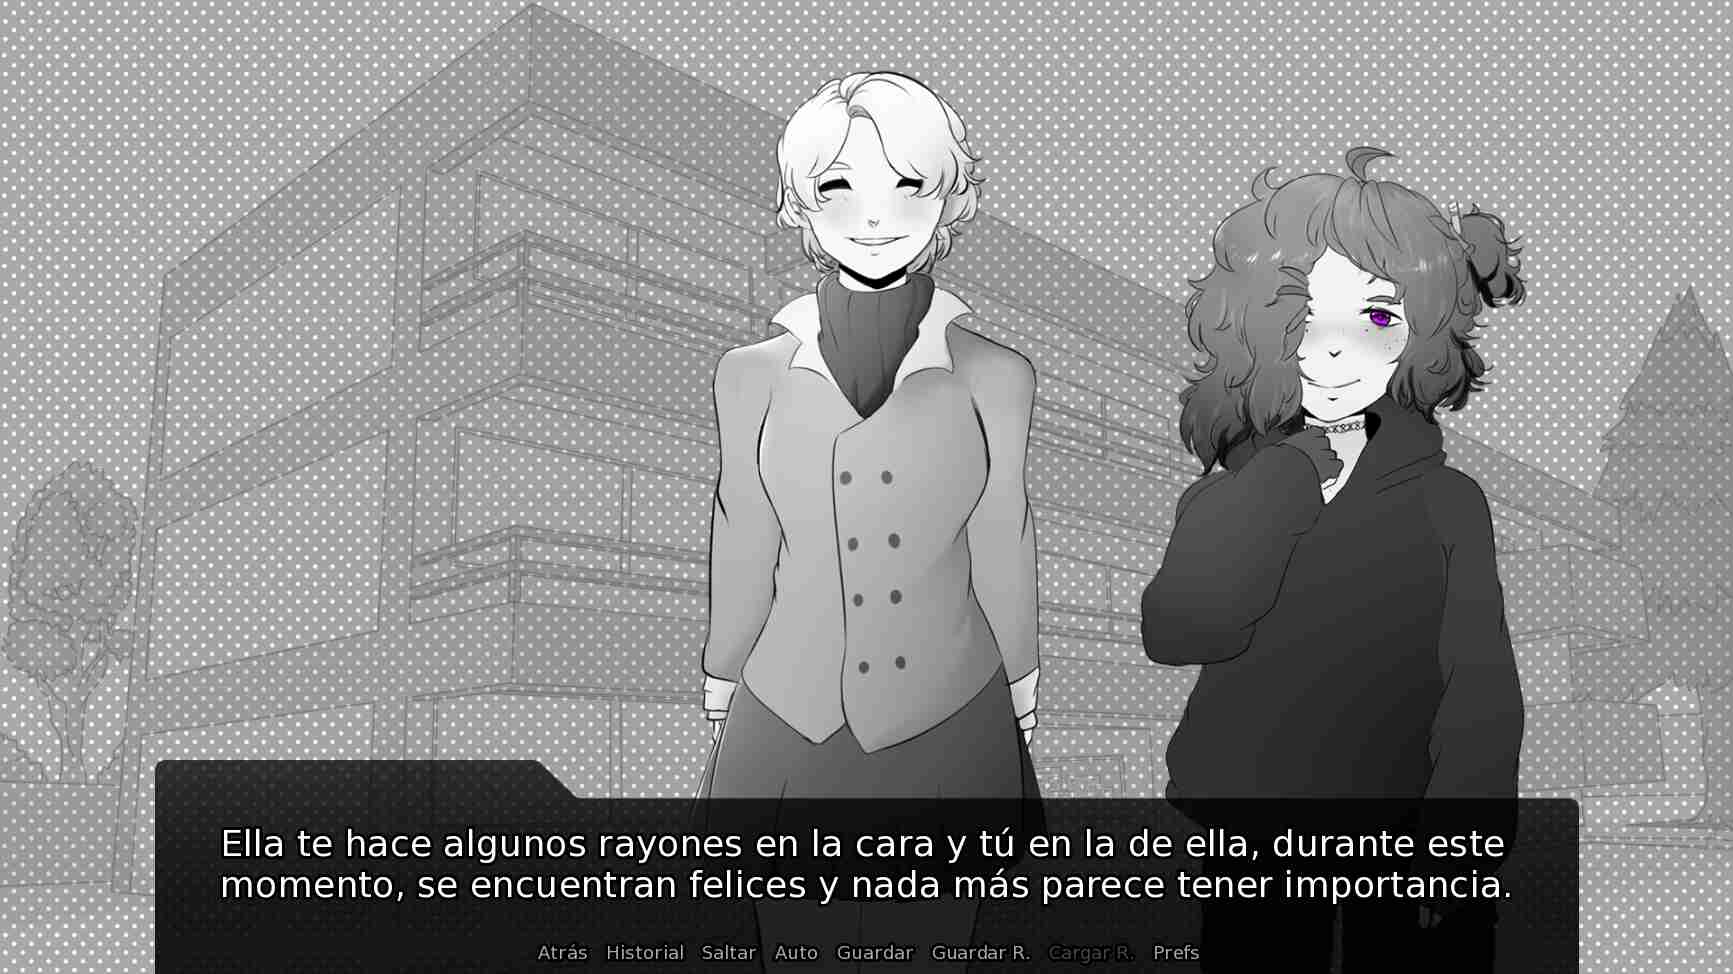 Ella te hace algunos rayones en la cara y tú en la de ella, durante este
momento, se encuentran felices y nada más parece tener importancia.
Atrás Historial Saltar Auto Guardar Guardar R. Cargar R. Prefs